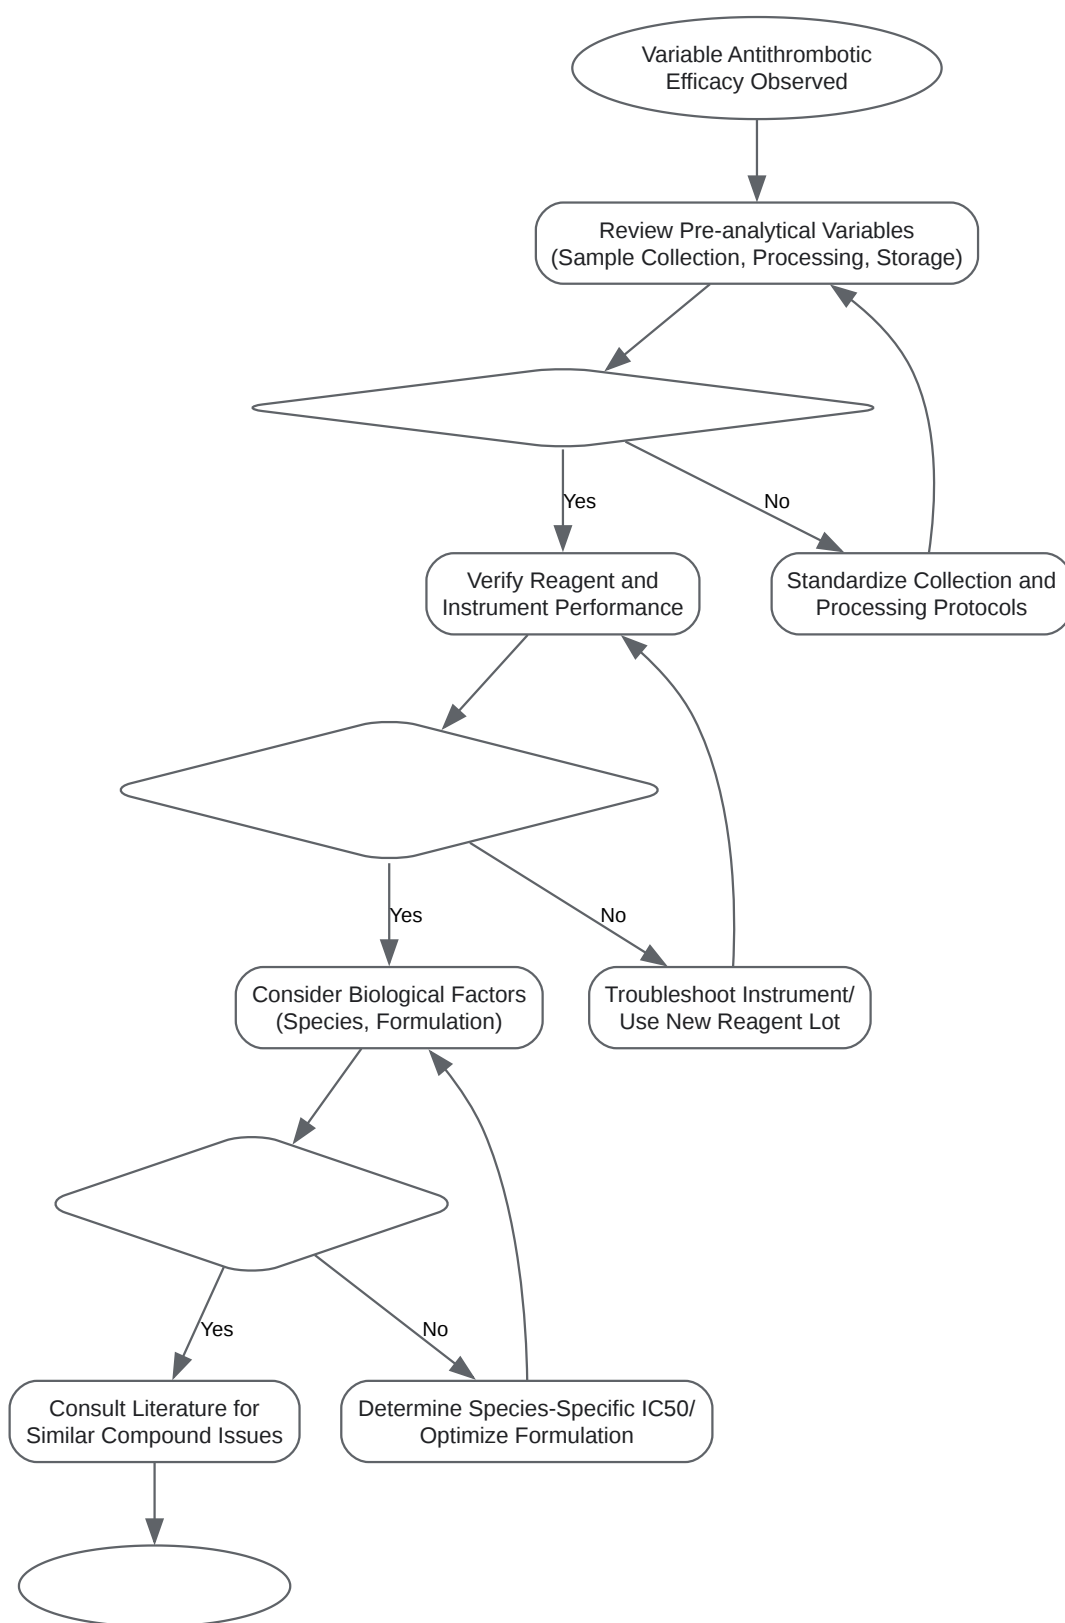 Variable Antithrombotic
Efficacy Observed
Review Pre-analytical Variables
(Sample Collection, Processing, Storage)
Yes
No
Verify Reagent and
Instrument Performance
Standardize Collection and
Processing Protocols
Yes
No
Consider Biological Factors
(Species, Formulation)
Troubleshoot Instrument/
Use New Reagent Lot
Yes
No
Consult Literature for
Similar Compound Issues
Determine Species-Specific IC50/
Optimize Formulation